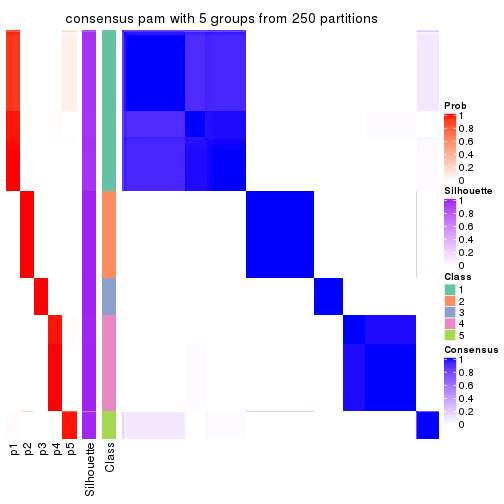 consensus pam with 5 groups from 250 partitions
Prob
1
0.8
0.6
0.4
0.2
0
Silhouette
1
0.8
0.6
0.4
0.2
0
Class
1
2
3
4
5
Consensus
1
0.8
0.6
0.4
0.2
0
p1
p2
p3
p4
p5
Silhouette
Class